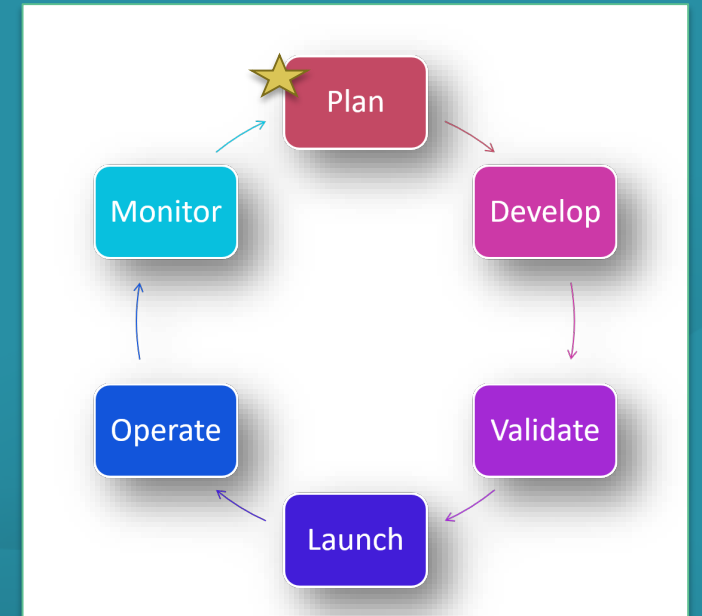 Plan
Develop
Validate
Launch
Operate
Monitor